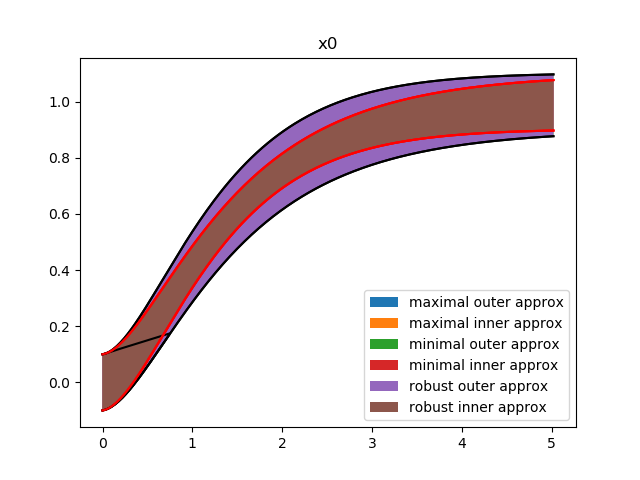 x0
1.0
0.8
0.6
0.4
0.2
0.0
0 1 2 3 4 5
maximal outer approx
maximal inner approx
minimal outer approx
minimal inner approx
robust outer approx
robust inner approx